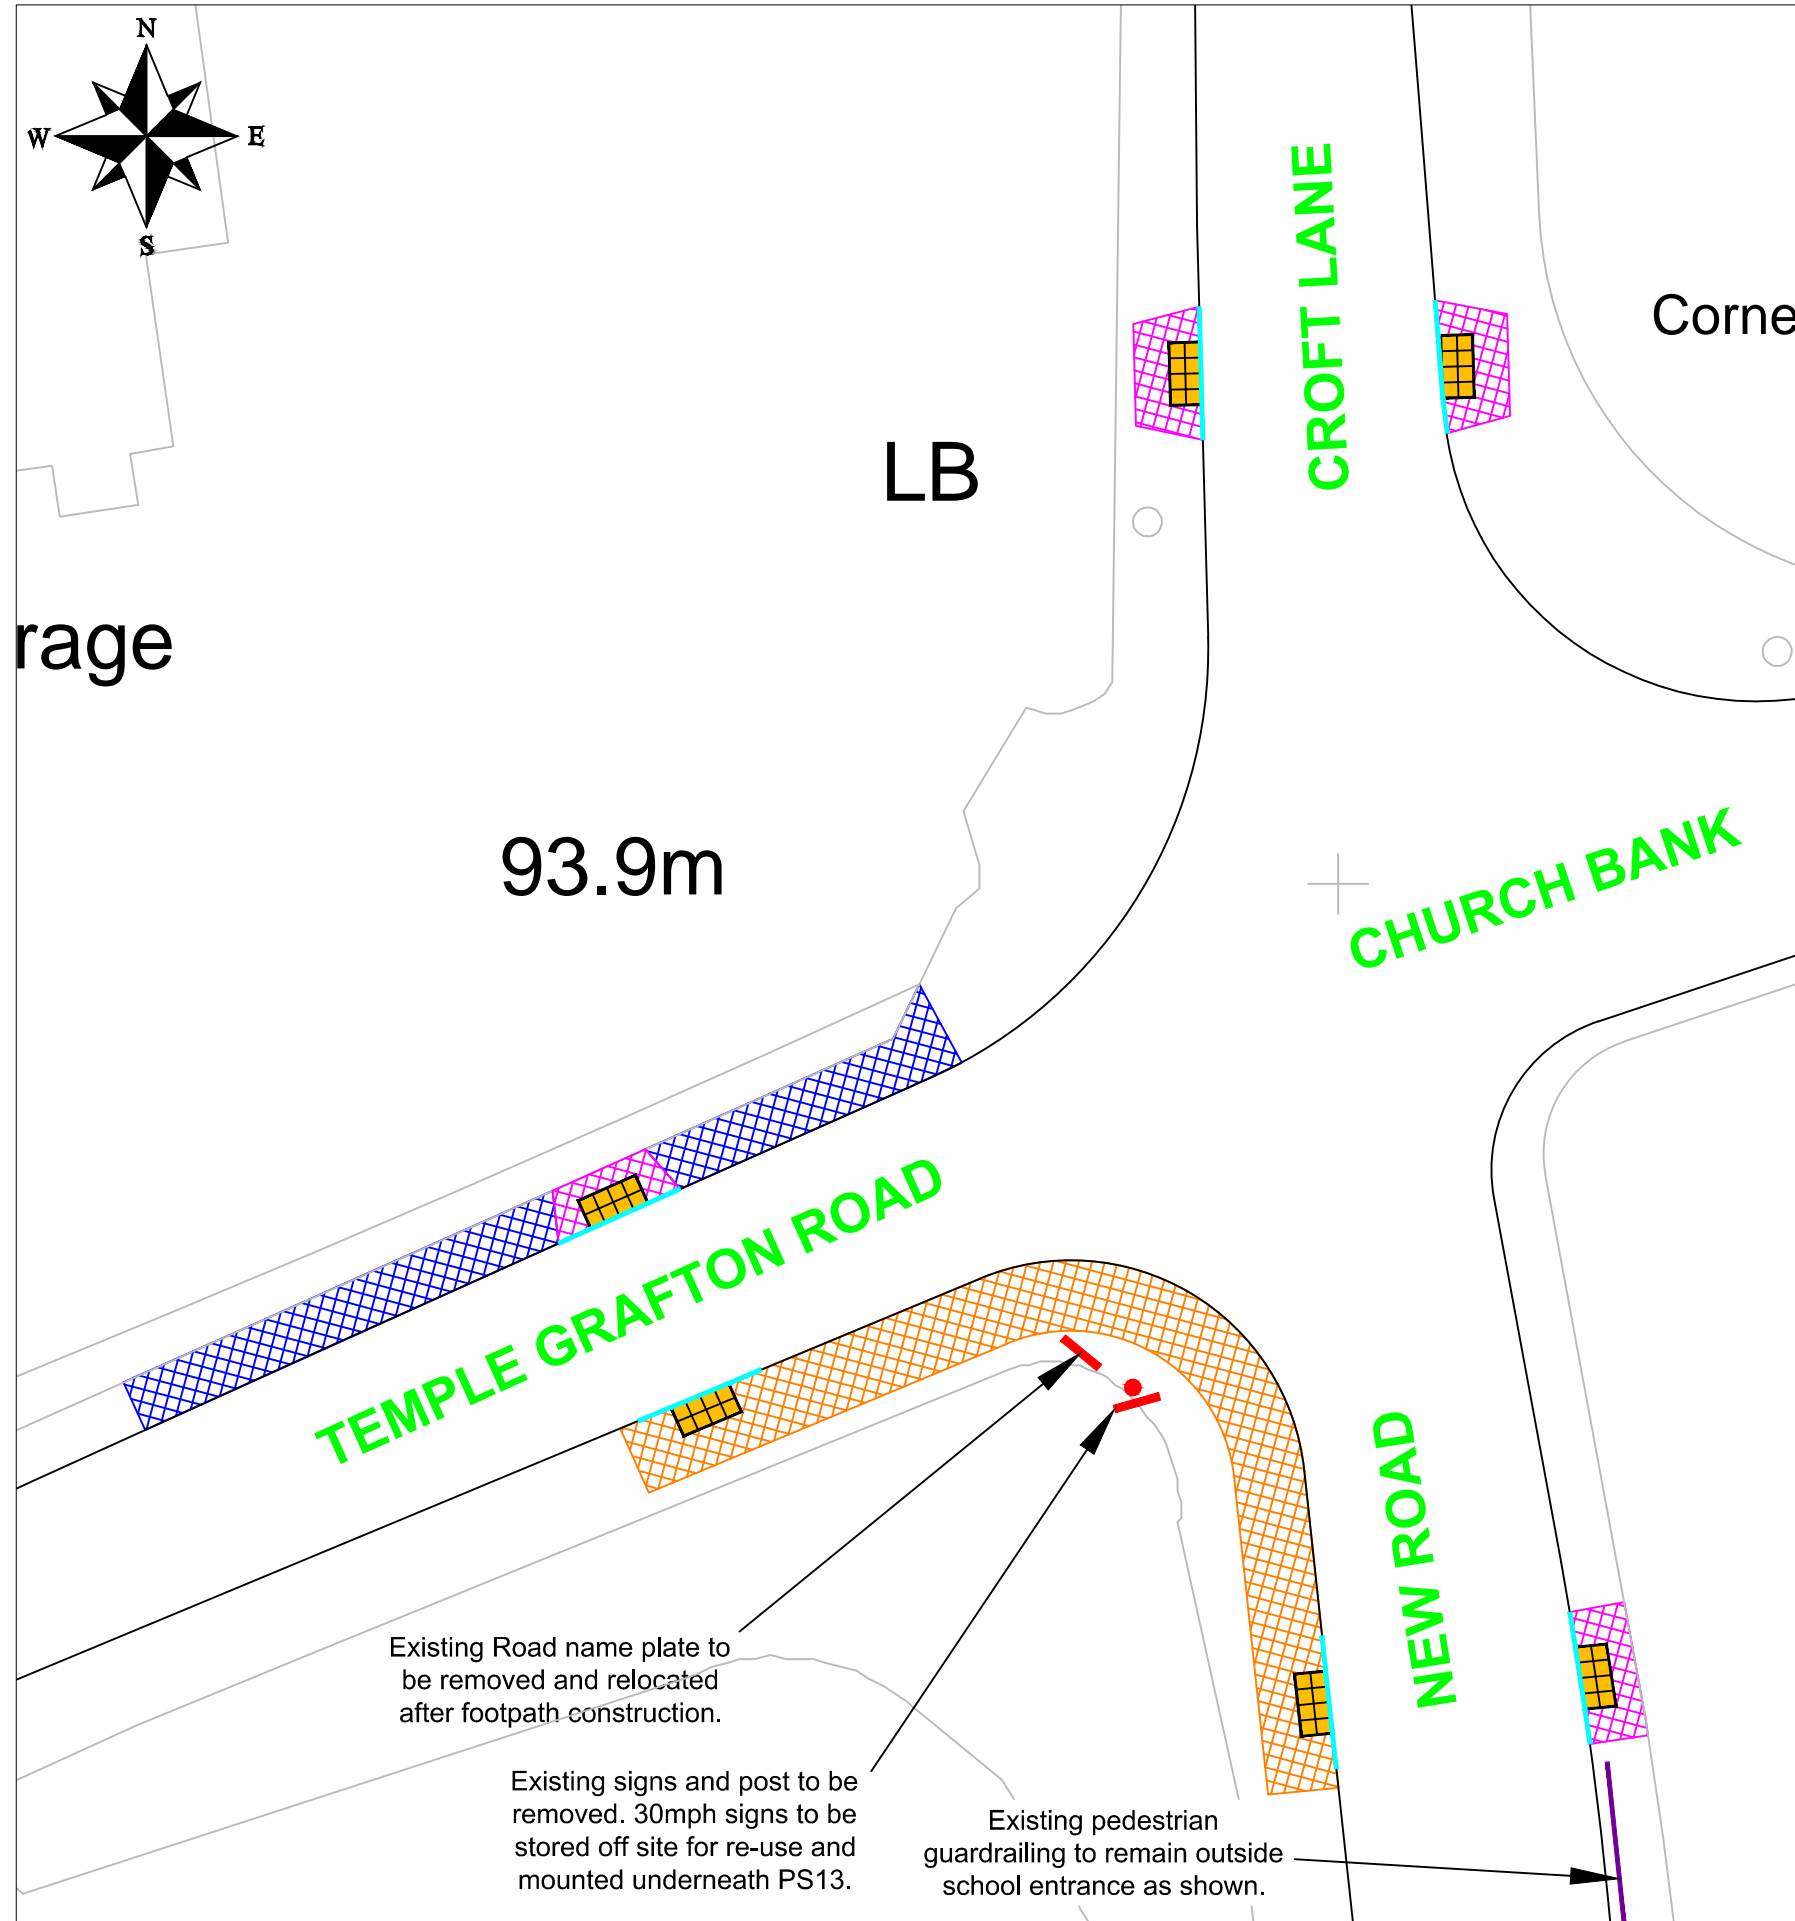 N
W
E
S
CROFT LANE
Corne
LB
rage
93.9m
CHURCH BANK
TEMPLE GRAFTON ROAD
NEW ROAD
Existing Road name plate to
be removed and relocated
after footpath construction.
Existing signs and post to be
removed. 30mph signs to be
stored off site for re-use and
mounted underneath PS13.
Existing pedestrian
guardrailing to remain outside
school entrance as shown.